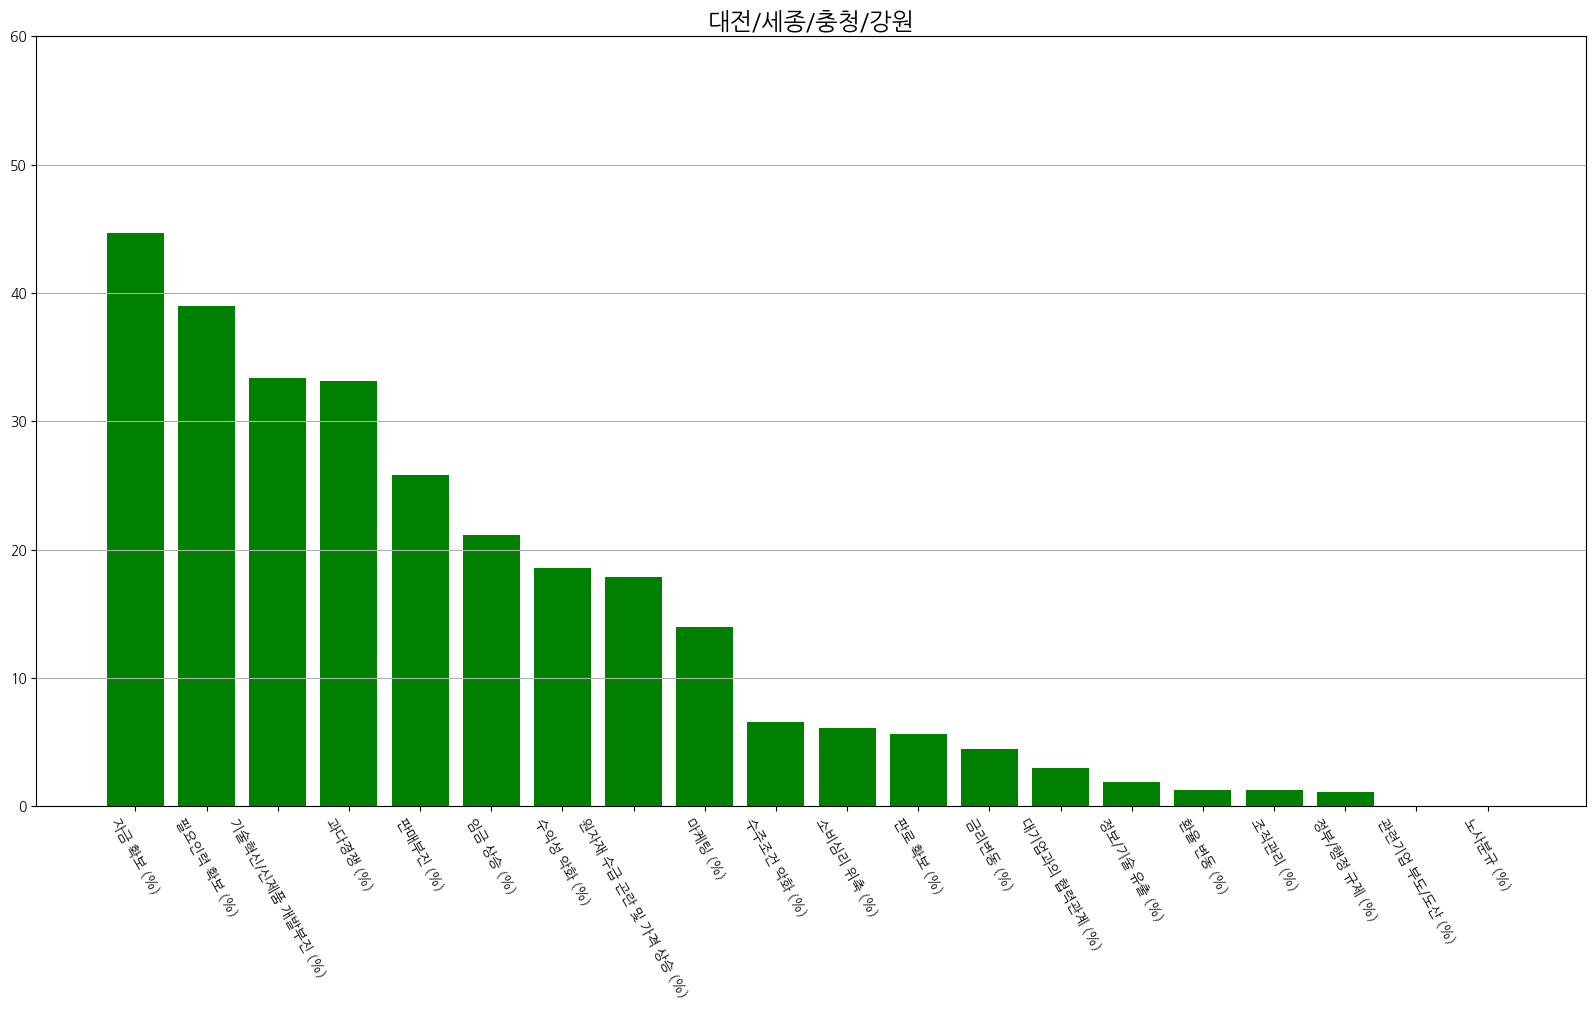 대전/세종/충청/강원
60
50
40
30
20
10
0
자금 확보 (%)
필요인력 확보 (%)
기술혁신/신제품 개발부진 (%)
과다경쟁 (%)
판매부진 (%)
임금 상승 (%)
수익성 악화 (%)
원자재 수급 곤란 및 가격 상승 (%)
마케팅 (%)
수주조건 악화 (%)
소비심리 위축 (%)
판로 확보 (%)
금리변동 (%)
대기업과의 협력관계 (%)
정보/기술 유출 (%)
환율 변동 (%)
조직관리 (%)
정부/행정 규제 (%)
관련기업 부도/도산 (%)
노사분규 (%)